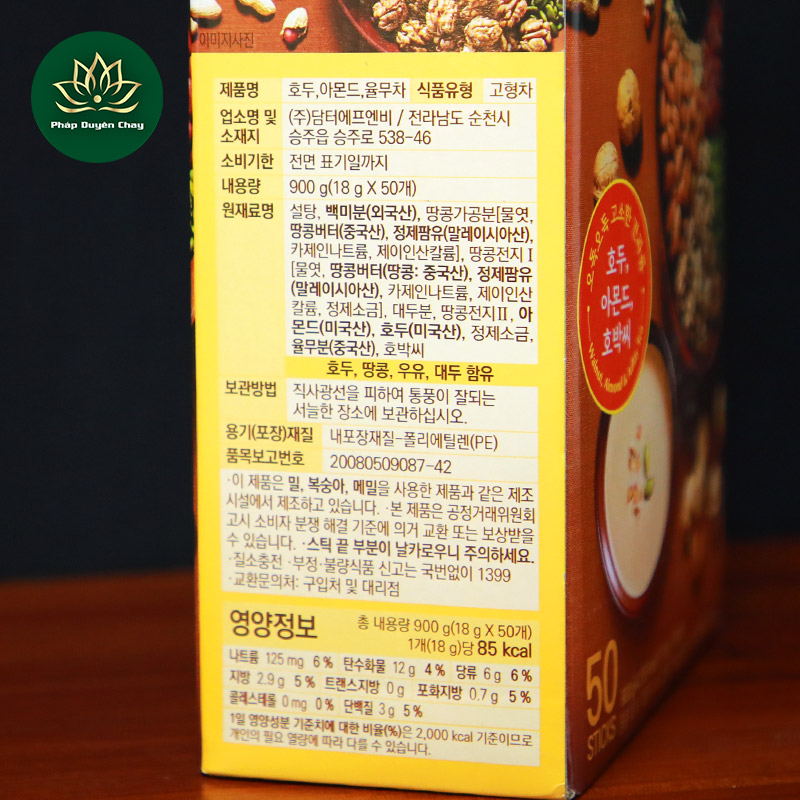 Pháp Duyên Chay
이미지사진
제품명 호두,아몬드,율무차 식품유형 고형차
업소명 및 소재지 (주)담터에프엔비 / 전라남도 순천시
승주읍 승주로 538-46
소비기한 전면 표기일까지
내용량 900 g(18 g X 50개)
원재료명 설탕, 백미분(외국산), 땅콩가공분[물엿,
땅콩버터(중국산), 정제팜유(말레이시아산),
카제인나트륨, 제이인산칼륨], 땅콩전지 I
[물엿, 땅콩버터(땅콩: 중국산), 정제팜유
(말레이시아산), 카제인나트륨, 제이인산
칼륨, 정제소금], 대두분, 땅콩전지II, 아
몬드(미국산), 호두(미국산), 정제소금,
율무분(중국산), 호박씨
호두, 땅콩, 우유, 대두 함유
보관방법 직사광선을 피하여 통풍이 잘되는
서늘한 장소에 보관하십시오.
용기(포장)재질 내포장재질-폴리에틸렌(PE)
품목보고번호 20080509087-42
·이 제품은 밀, 복숭아, 메밀을 사용한 제품과 같은 제조
시설에서 제조하고 있습니다. ·본 제품은 공정거래위원회
고시 소비자 분쟁 해결 기준에 의거 교환 또는 보상받을
수 있습니다. ·스틱 끝 부분이 날카로우니 주의하세요.
·질소충전 ·부정·불량식품 신고는 국번없이 1399
·교환문의처: 구입처 및 대리점
영양정보 총 내용량 900 g(18 g X 50개)
1개(18 g)당 85 kcal
나트륨 125 mg 6% 탄수화물 12 g 4% 당류 6 g 6%
지방 2.9 g 5% 트랜스지방 0 g 포화지방 0.7 g 5%
콜레스테롤 0 mg 0% 단백질 3 g 5%
1일 영양성분 기준치에 대한 비율(%)은 2,000 kcal 기준이므로
개인의 필요 열량에 따라 다를 수 있습니다.
오독오독 고소한
호두,
아몬드,
호박씨
Walnut, Almond &
50
STICKS